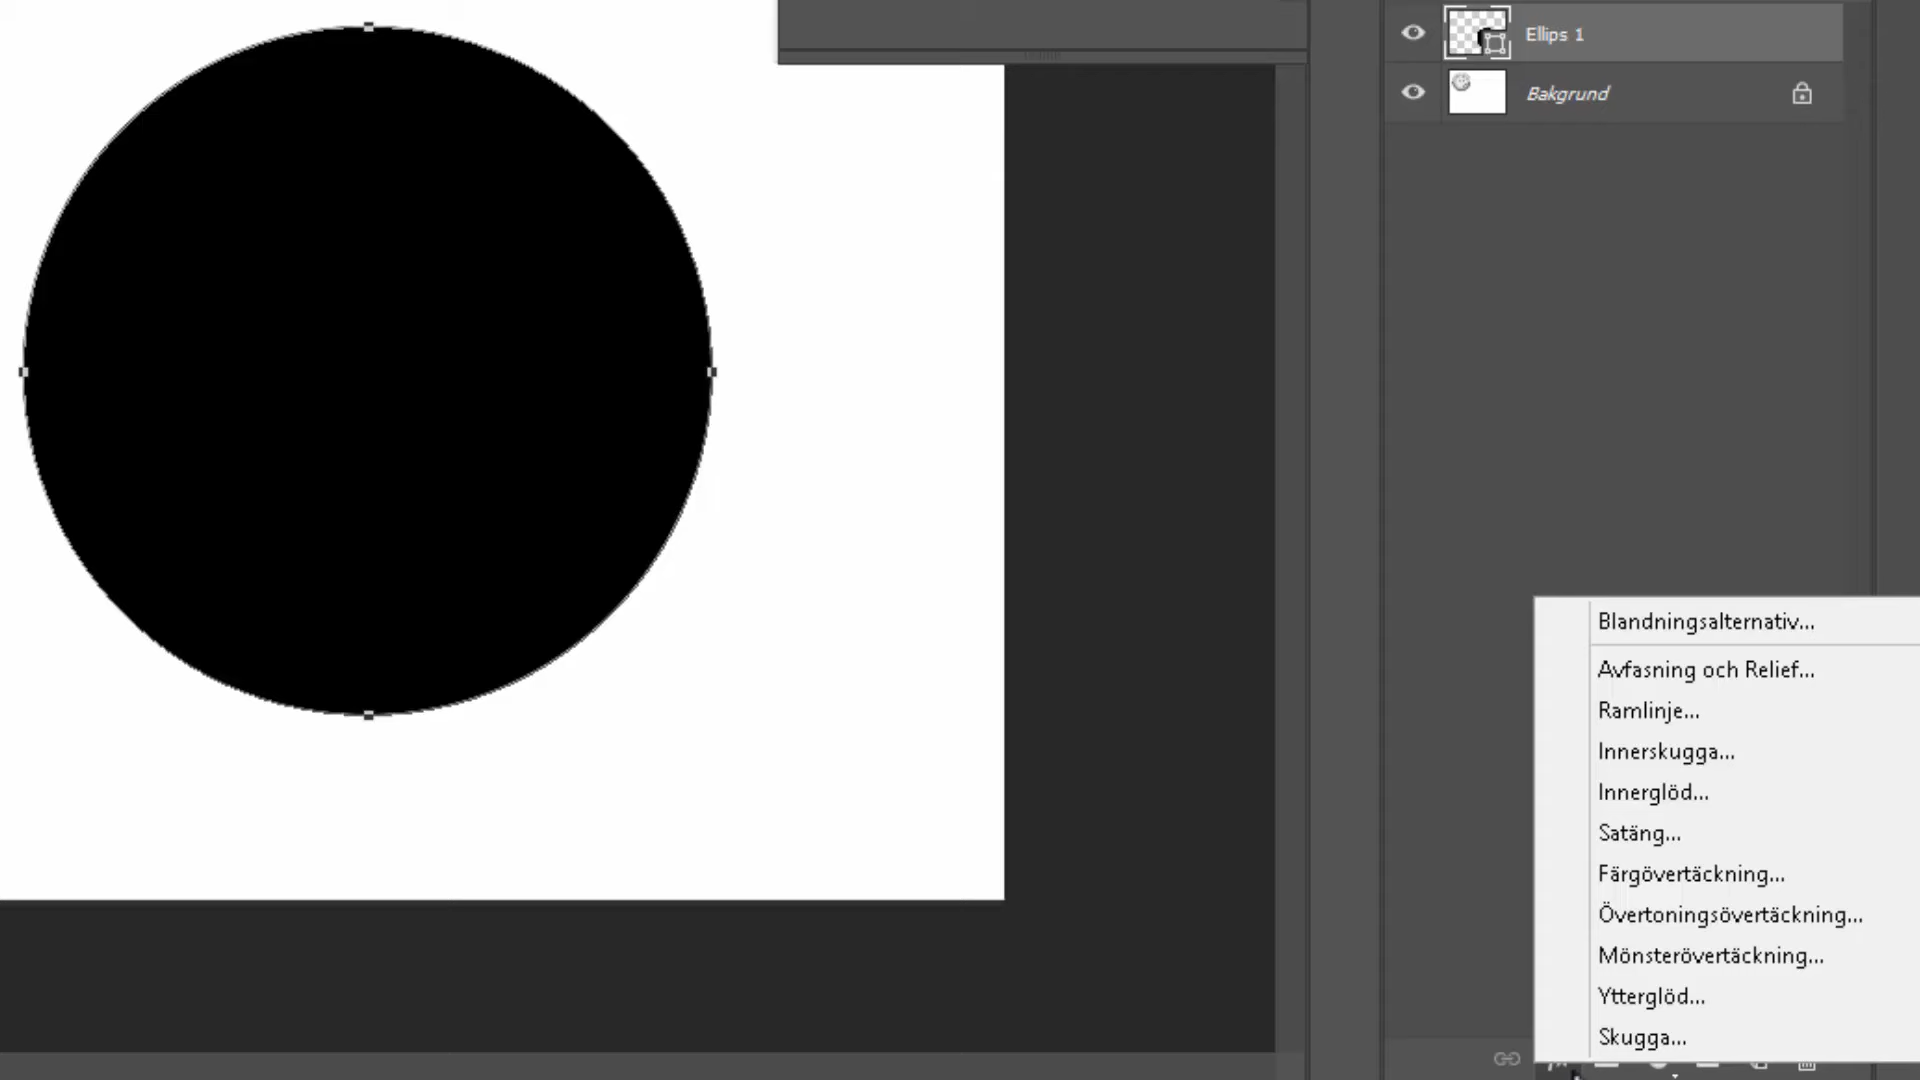 Ellips 1
Bakgrund
Blandningsalternativ...
Avfasning och Relief...
Ramlinje...
Innerskugga...
Innerglöd...
Satäng...
Färgövertäckning...
Övertoningsövertäckning...
Mönsterövertäckning...
Ytterglöd...
Skugga...